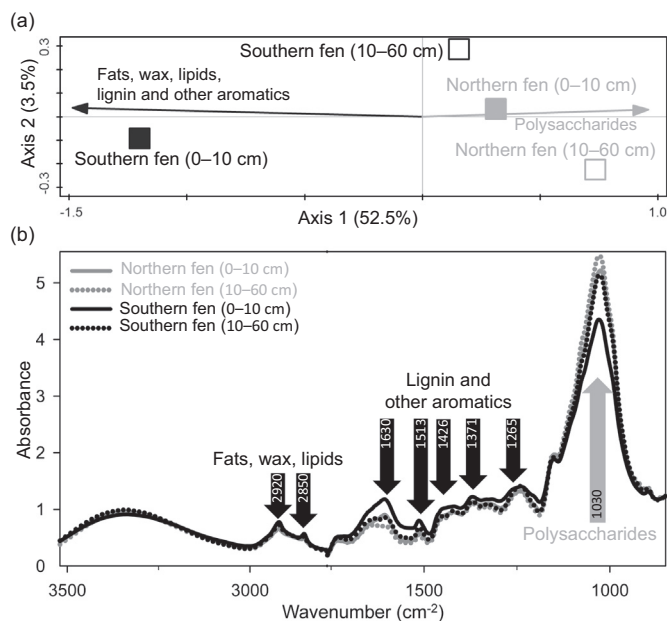 (a)
0.3
Southern fen (10–60 cm)
Fats, wax, lipids,
lignin and other aromatics
Northern fen (0–10 cm)
Polysaccharides
Southern fen (0–10 cm)
Northern fen (10–60 cm)
-0.3
Axis 2 (3.5%)
-1.5
Axis 1 (52.5%)
1.0
(b)
Northern fen (0–10 cm)
Northern fen (10–60 cm)
Southern fen (0–10 cm)
Southern fen (10–60 cm)
5
4
3
2
1
0
Absorbance
Lignin and
other aromatics
Fats, wax, lipids
2920
2850
1630
1513
1426
1371
1265
1030
Polysaccharides
3500
3000
1500
1000
Wavenumber (cm-2)